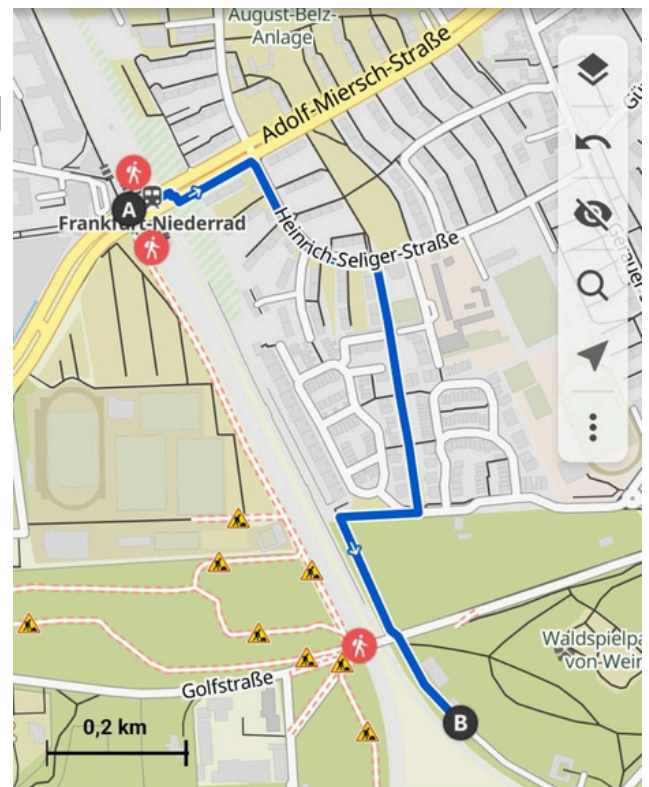 August-Belz-
Anlage
Adolf-Miersch-Straße
A
Frankfurt-Niederrad
Heinrich-Seliger-Straße
Waldspielpa
von-Wei
Golfstraße
B
0,2 km